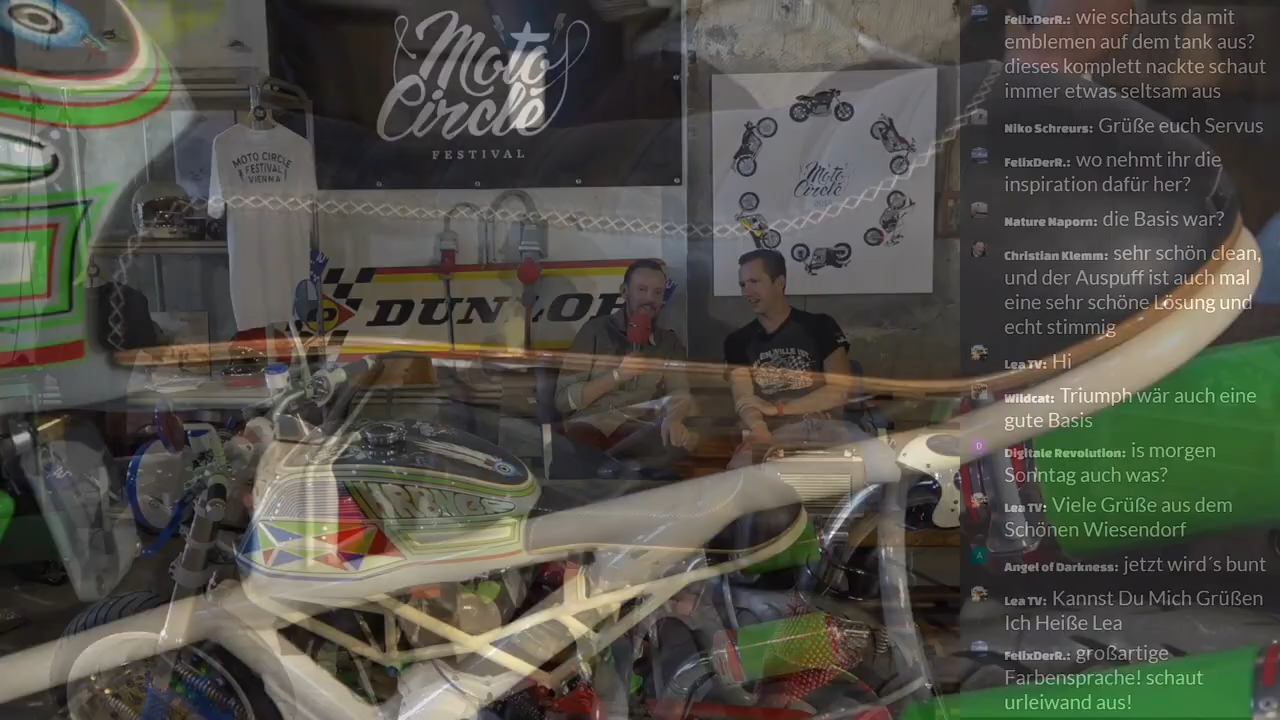 Moto
Circle
FESTIVAL
MOTO CIRCLE
FESTIVAL
VIENNA
Moto
Circle
DUNLOP
FelixDerR.: wie schauts da mit
emblemen auf dem tank aus?
dieses komplett nackte schaut
immer etwas seltsam aus
Niko Schreurs: Grüße euch Servus
FelixDerR.: wo nehmt ihr die
inspiration dafür her?
Nature Naporn: die Basis war?
Christian Klemm: sehr schön clean,
und der Auspuff ist auch mal
eine sehr schöne Lösung und
echt stimmig
Lea TV: Hi
Wildcat: Triumph wär auch eine
gute Basis
Digitale Revolution: is morgen
Sonntag auch was?
Lea TV: Viele Grüße aus dem
Schönen Wiesendorf
Angel of Darkness: jetzt wird´s bunt
Lea TV: Kannst Du Mich Grüßen
Ich Heiße Lea
FelixDerR.: großartige
Farbensprache! schaut
urleiwand aus!